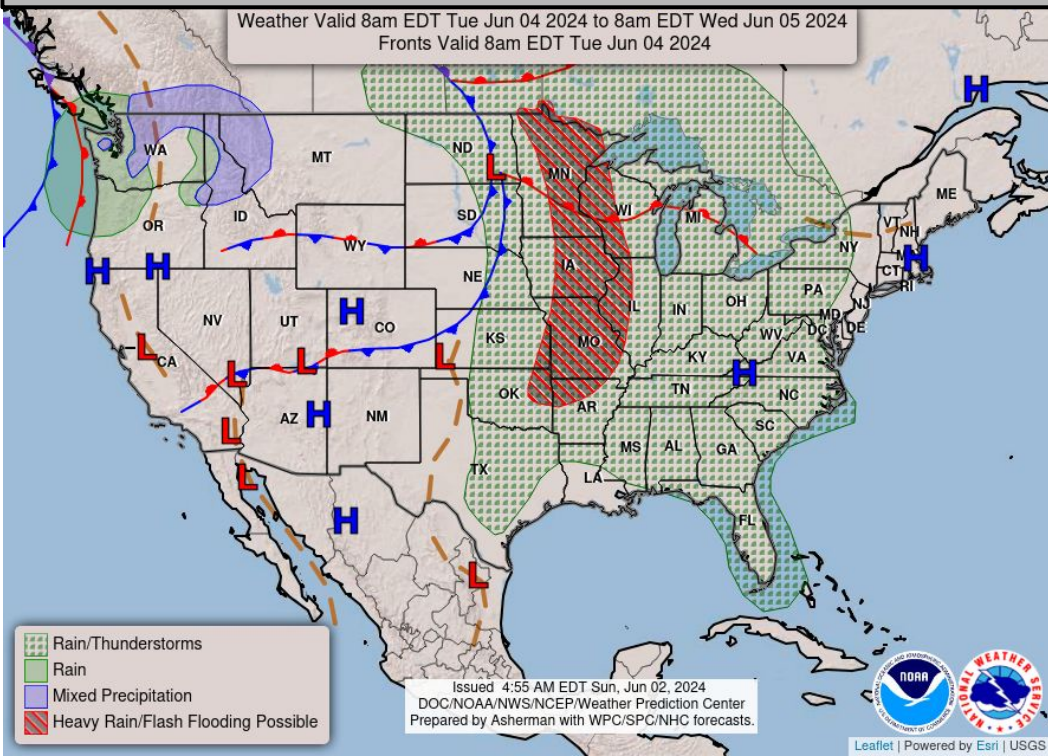 Weather Valid 8am EDT Tue Jun 04 2024 to 8am EDT Wed Jun 05 2024
Fronts Valid 8am EDT Tue Jun 04 2024
H
WA
MT
ND
L
MN
ME
OR
ID
SD
WI
MI
VT
NH
NY
WY
H
H
NE
IA
M
H
CT
RI
H
NV
UT
CO
KS
IL
IN
OH
PA
NJ
MD
DC
DE
WV
L
CA
L
L
L
MO
KY
VA
H
AZ
H
NM
OK
AR
TN
NC
SC
L
L
TX
LA
MS
AL
GA
H
FL
L
Rain/Thunderstorms
Rain
Mixed Precipitation
Heavy Rain/Flash Flooding Possible
Issued 4:55 AM EDT Sun, Jun 02, 2024
DOC/NOAA/NWS/NCEP/Weather Prediction Center
Prepared by Asherman with WPC/SPC/NHC forecasts.
NOAA
NATIONAL WEATHER SERVICE
Leaflet | Powered by Esri | USGS